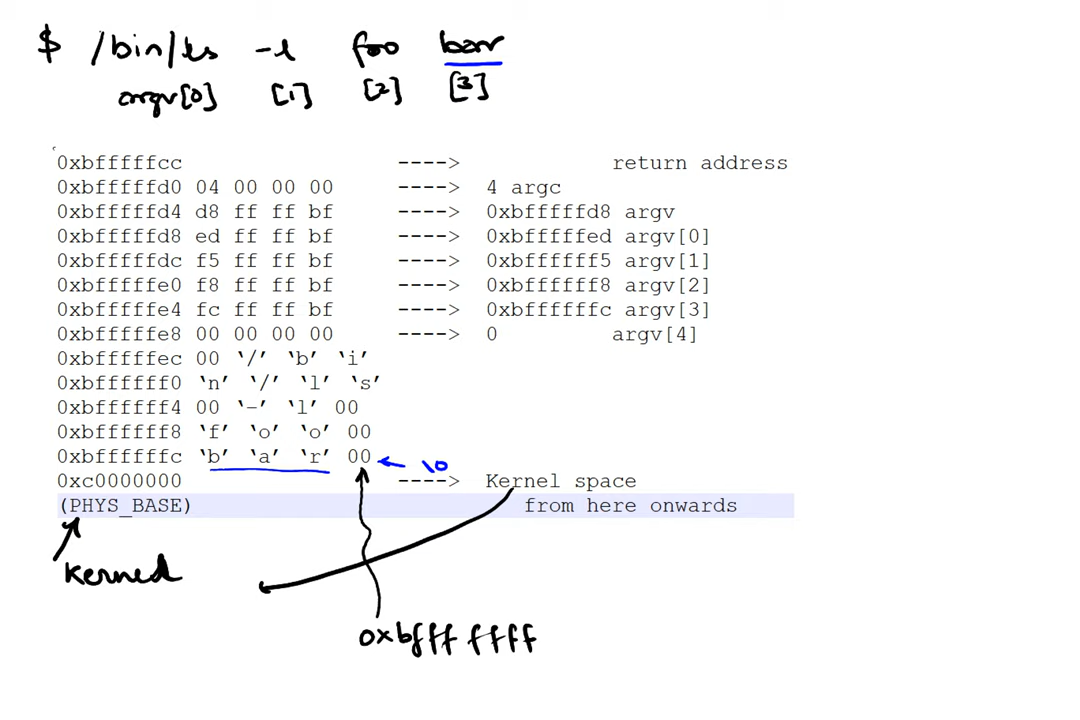 $ /bin/ls -l foo bar
argv[0] [1] [2] [3]
0xbfffffcc ----> return address
0xbfffffd0 04 00 00 00 ----> 4 argc
0xbfffffd4 d8 ff ff bf ----> 0xbfffffd8 argv
0xbfffffd8 ed ff ff bf ----> 0xbfffffed argv[0]
0xbfffffdc f5 ff ff bf ----> 0xbffffff5 argv[1]
0xbfffffe0 f8 ff ff bf ----> 0xbffffff8 argv[2]
0xbfffffe4 fc ff ff bf ----> 0xbffffffc argv[3]
0xbfffffe8 00 00 00 00 ----> 0 argv[4]
0xbfffffec 00 ‘/’ ‘b’ ‘i’
0xbffffff0 ‘n’ ‘/’ ‘l’ ‘s’
0xbffffff4 00 ‘-’ ‘l’ 00
0xbffffff8 ‘f’ ‘o’ ‘o’ 00
0xbffffffc ‘b’ ‘a’ ‘r’ 00 \0
0xc0000000 ----> Kernel space
(PHYS_BASE) from here onwards
kerned
0xbfff ffff